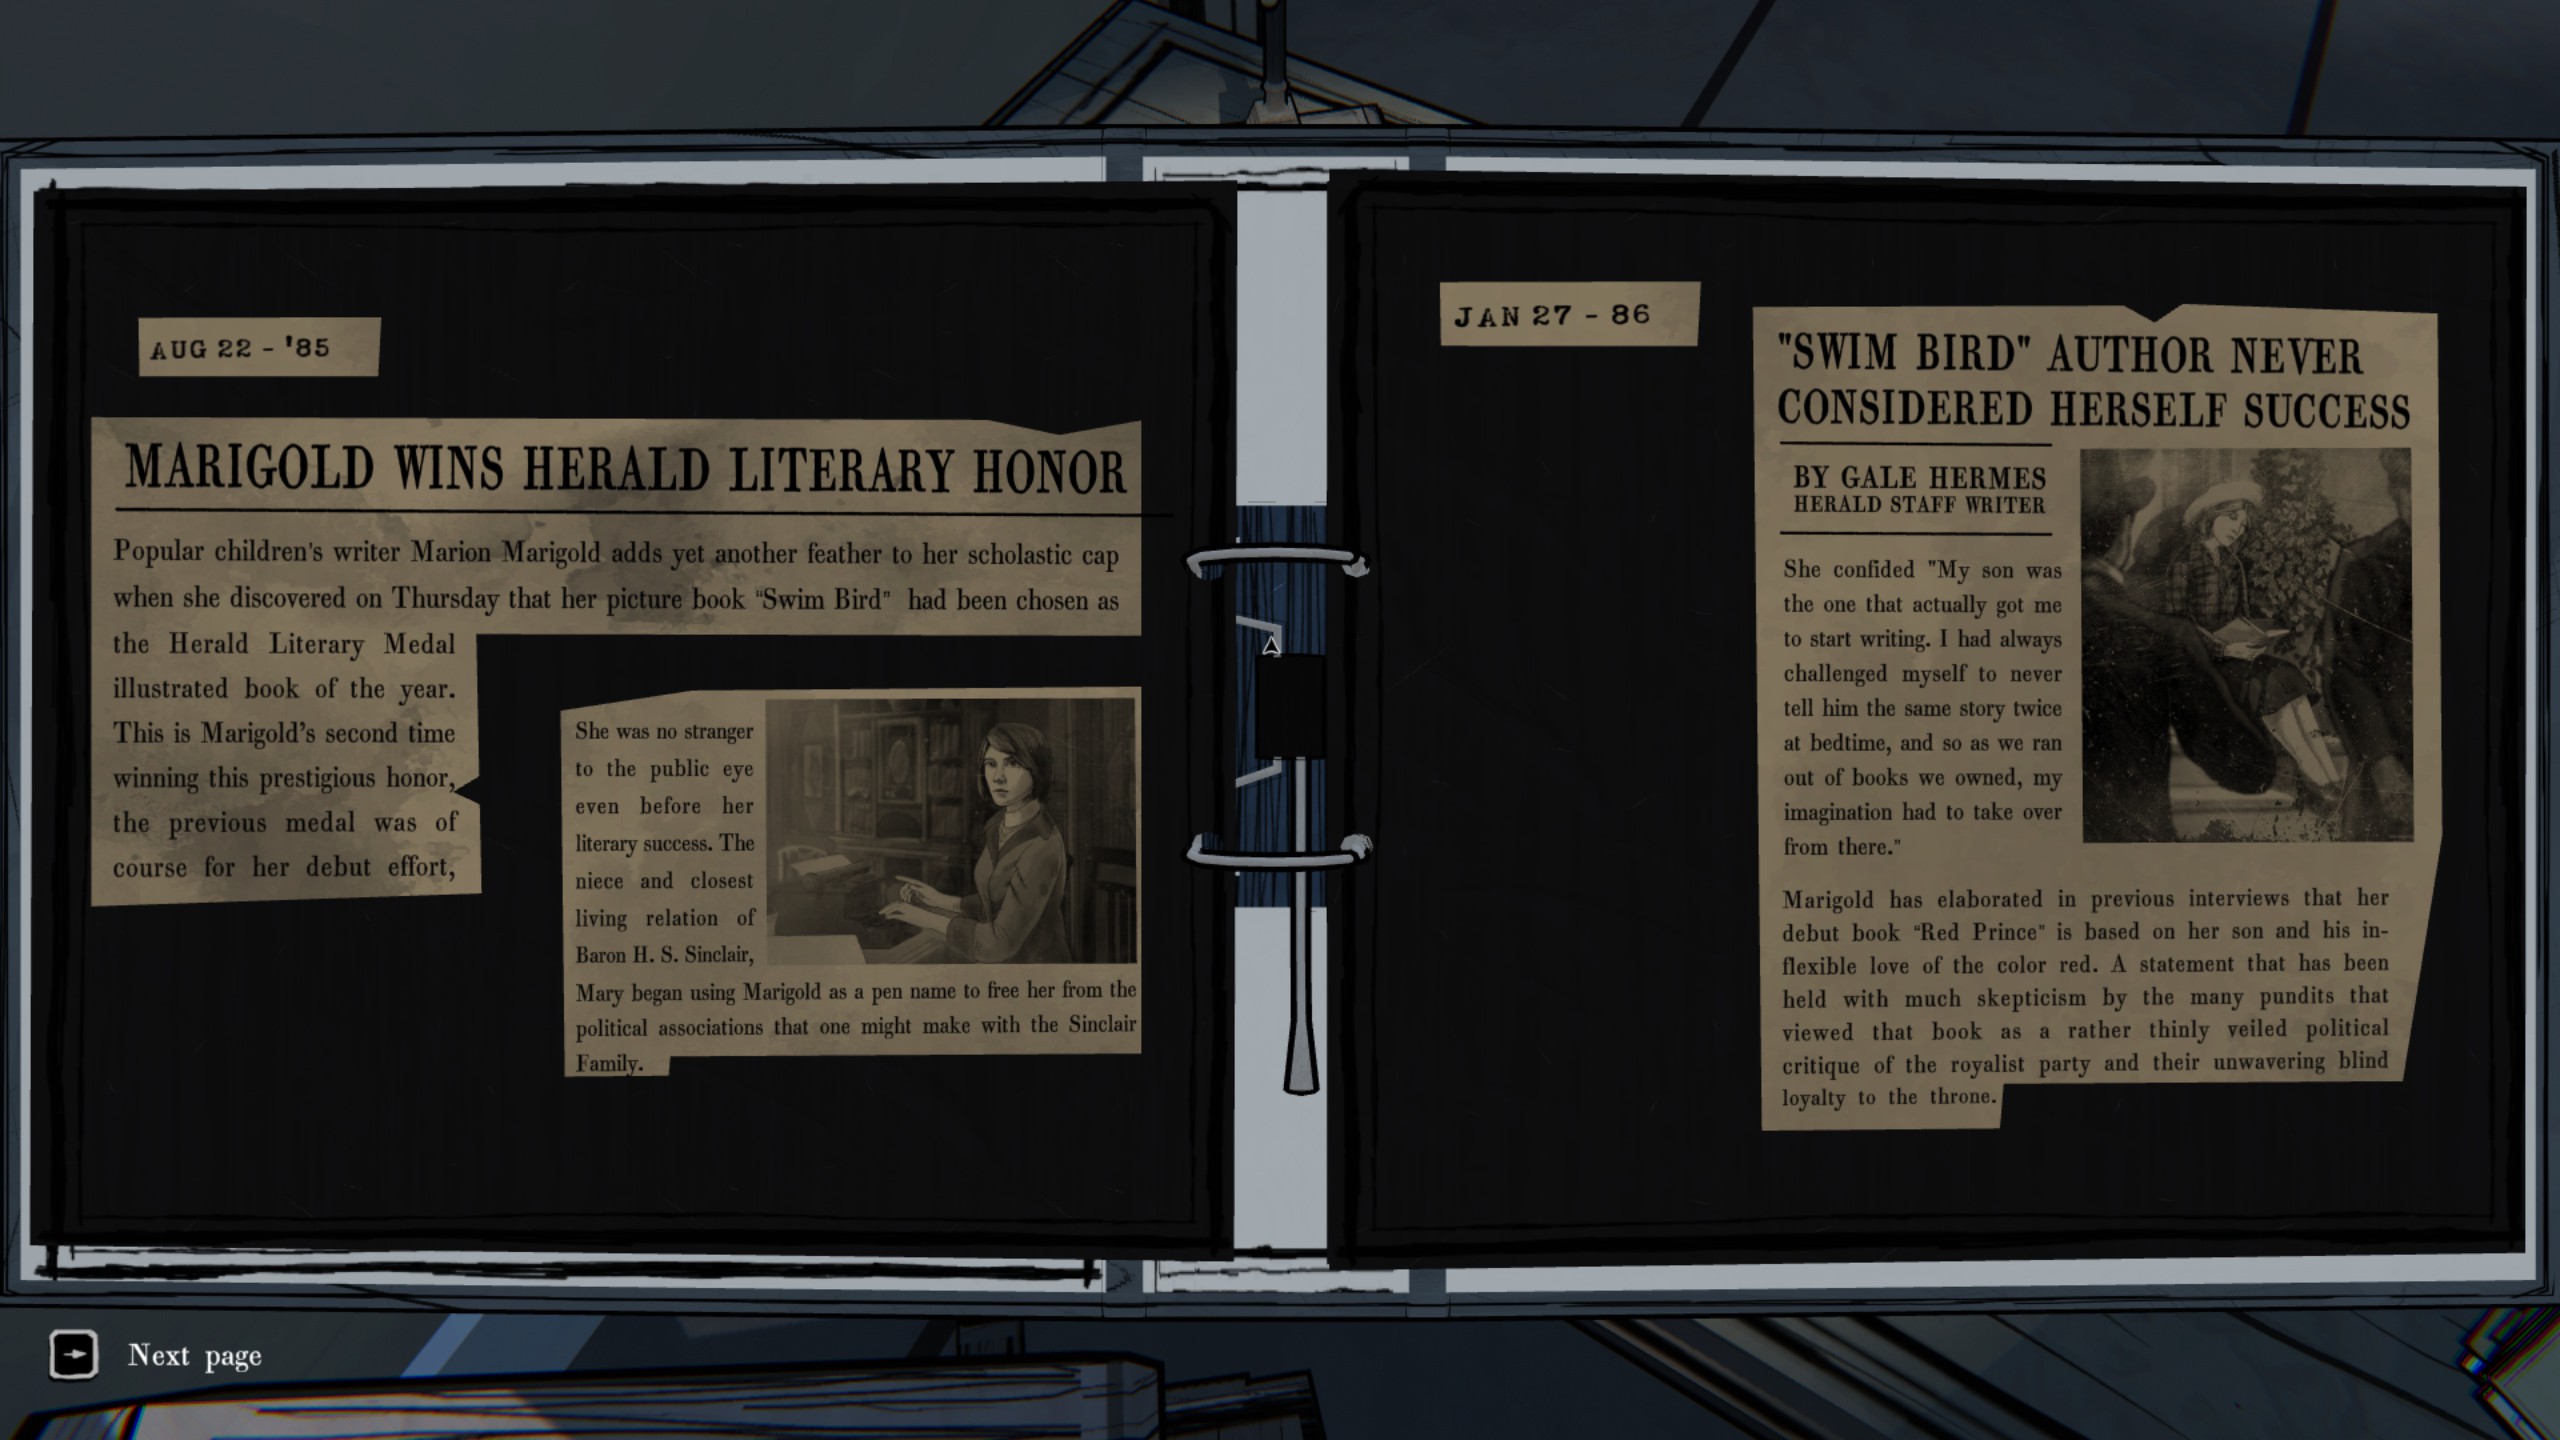 AUG 22 - '85
MARIGOLD WINS HERALD LITERARY HONOR
Popular children's writer Marion Marigold adds yet another feather to her scholastic cap
when she discovered on Thursday that her picture book “Swim Bird” had been chosen as
the Herald Literary Medal
illustrated book of the year.
This is Marigold’s second time
winning this prestigious honor,
the previous medal was of
course for her debut effort,
She was no stranger
to the public eye
even before her
literary success. The
niece and closest
living relation of
Baron H. S. Sinclair,
Mary began using Marigold as a pen name to free her from the
political associations that one might make with the Sinclair
Family.
JAN 27 - 86
"SWIM BIRD" AUTHOR NEVER
CONSIDERED HERSELF SUCCESS
BY GALE HERMES
HERALD STAFF WRITER
She confided "My son was
the one that actually got me
to start writing. I had always
challenged myself to never
tell him the same story twice
at bedtime, and so as we ran
out of books we owned, my
imagination had to take over
from there."
Marigold has elaborated in previous interviews that her
debut book “Red Prince” is based on her son and his in-
flexible love of the color red. A statement that has been
held with much skepticism by the many pundits that
viewed that book as a rather thinly veiled political
critique of the royalist party and their unwavering blind
loyalty to the throne.
Next page